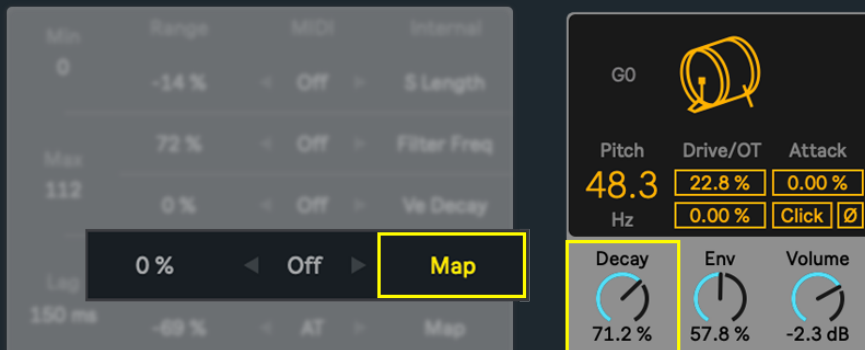 Range MIDI Internal
Min
0
-14 % Off S Length
72 % Off Filter Freq
Max
112
0 % Off Ve Decay
0 % Off Map
Lag
150 ms
-69 % AT Map
G0
Pitch Drive/OT Attack
48.3 22.8 % 0.00 %
Hz 0.00 % Click Ø
Decay Env Volume
71.2 % 57.8 % -2.3 dB